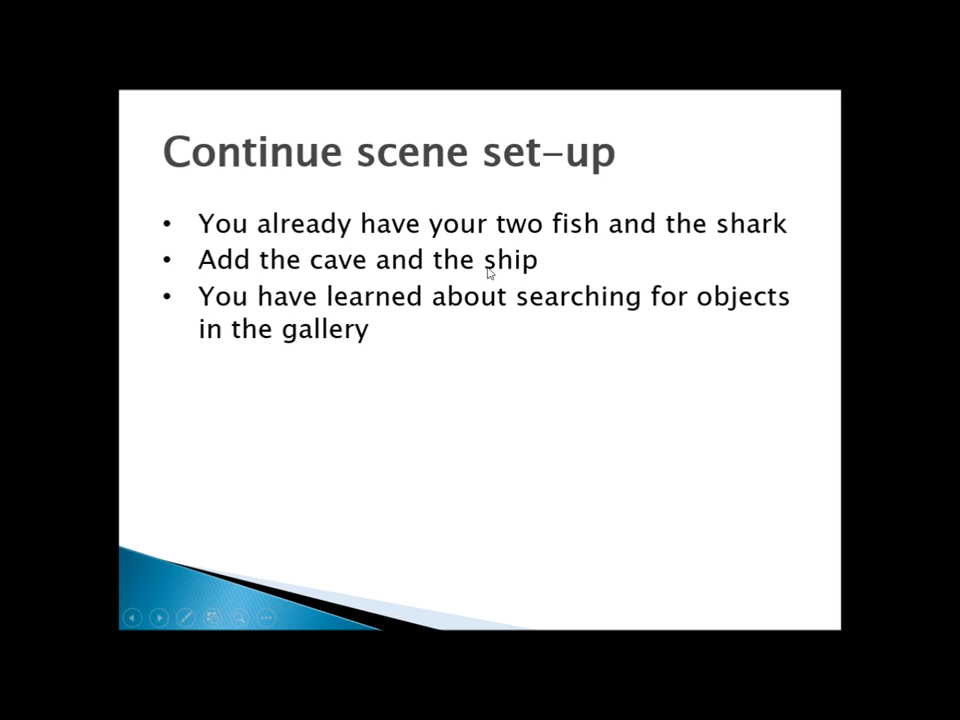 Continue scene set-up
• You already have your two fish and the shark
• Add the cave and the ship
• You have learned about searching for objects
in the gallery